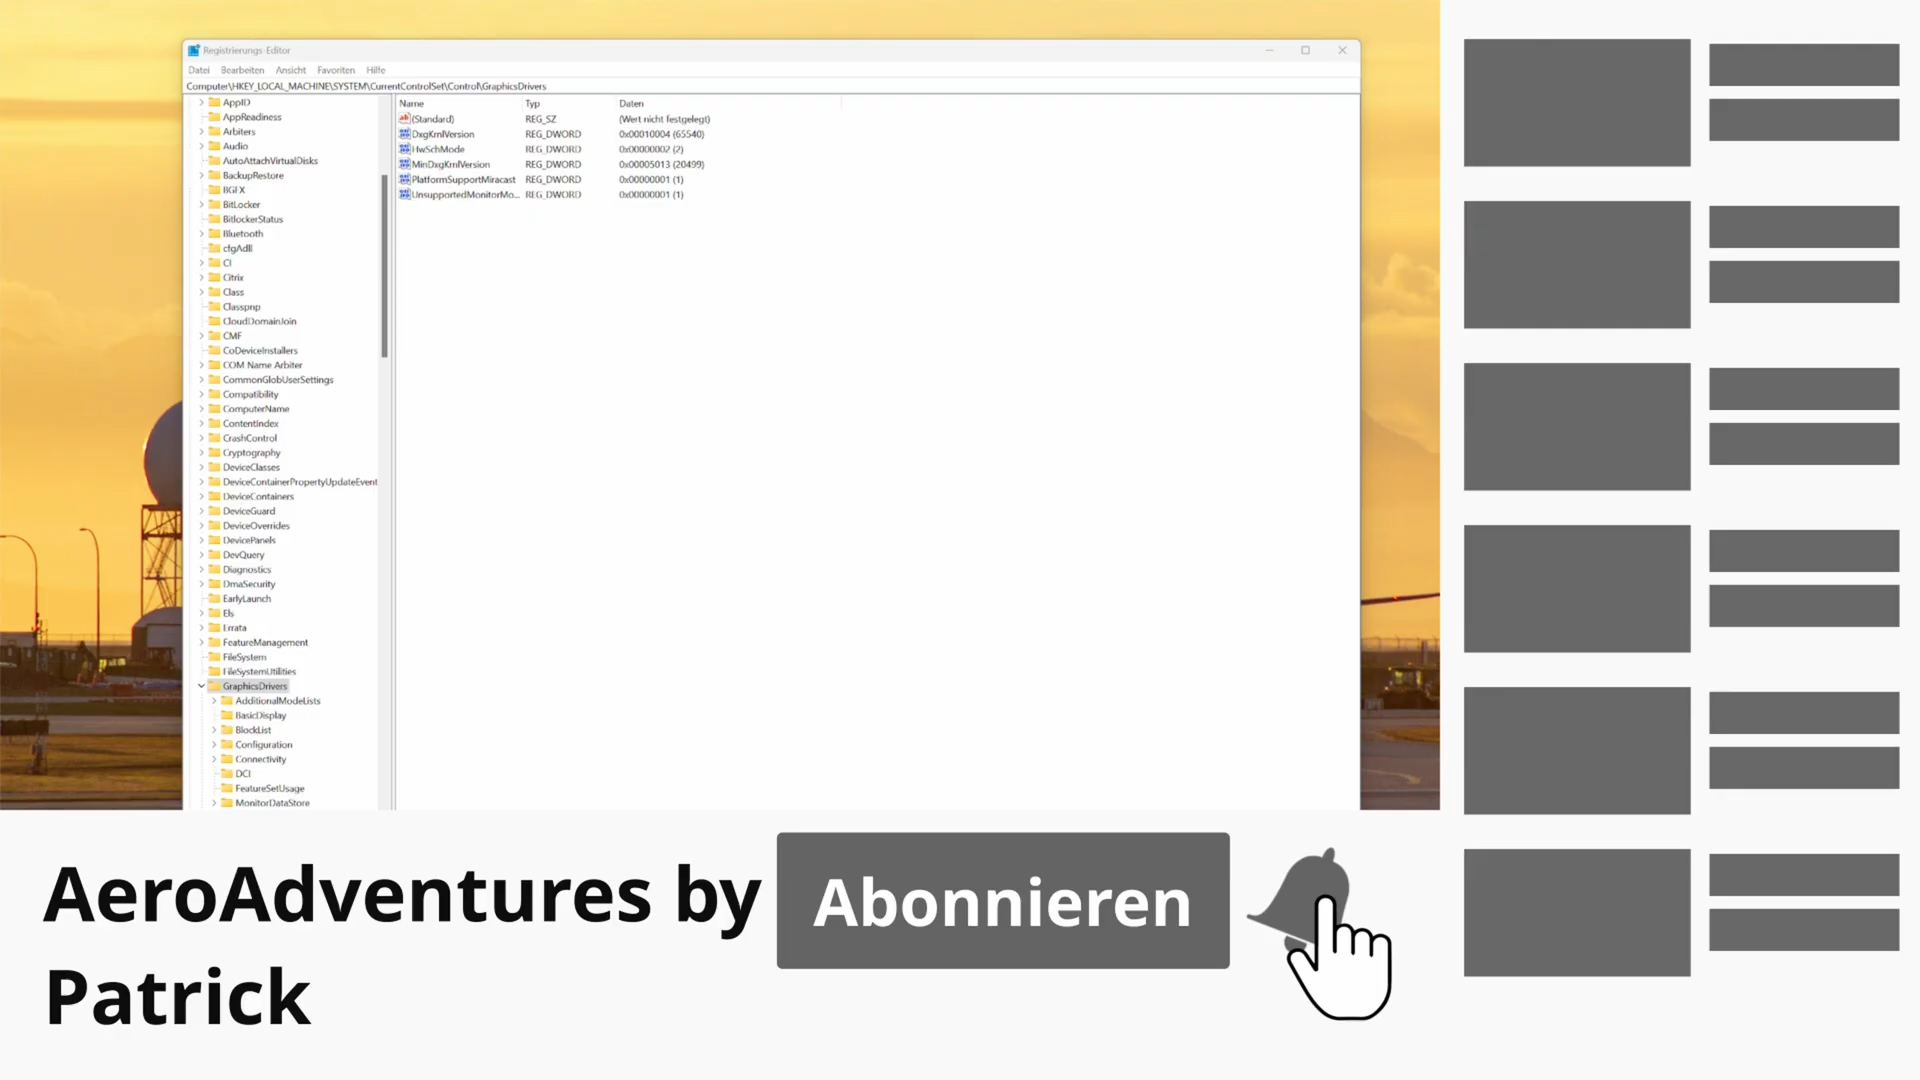 Registrierungs-Editor
Datei Bearbeiten Ansicht Favoriten Hilfe
Computer\HKEY_LOCAL_MACHINE\SYSTEM\CurrentControlSet\Control\GraphicsDrivers
AppID
AppReadiness
Arbiters
Audio
AutoAttachVirtualDisks
BackupRestore
BGFX
BitLocker
BitlockerStatus
Bluetooth
cfgAdll
CI
Citrix
Class
Classpnp
CloudDomainJoin
CMF
CoDeviceInstallers
COM Name Arbiter
CommonGlobUserSettings
Compatibility
ComputerName
ContentIndex
CrashControl
Cryptography
DeviceClasses
DeviceContainerPropertyUpdateEvent
DeviceContainers
DeviceGuard
DeviceOverrides
DevicePanels
DevQuery
Diagnostics
DmaSecurity
EarlyLaunch
Els
Errata
FeatureManagement
FileSystem
FileSystemUtilities
GraphicsDrivers
AdditionalModeLists
BasicDisplay
BlockList
Configuration
Connectivity
DCI
FeatureSetUsage
MonitorDataStore
Name Typ Daten
(Standard) REG_SZ (Wert nicht festgelegt)
DxgKrnlVersion REG_DWORD 0x00010004 (65540)
HwSchMode REG_DWORD 0x00000002 (2)
MinDxgKrnlVersion REG_DWORD 0x00005013 (20499)
PlatformSupportMiracast REG_DWORD 0x00000001 (1)
UnsupportedMonitorMo... REG_DWORD 0x00000001 (1)
AeroAdventures by
Patrick
Abonnieren